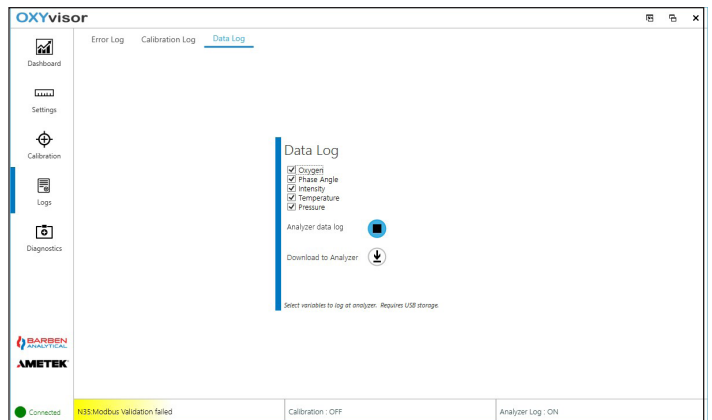 OXYvisor
Error Log Calibration Log Data Log
Dashboard
Settings
Calibration
Logs
Diagnostics
Data Log
Oxygen
Phase Angle
Intensity
Temperature
Pressure
Analyzer data log
Download to Analyzer
Select variables to log at analyzer. Requires USB storage.
BARBEN
ANALYTICAL
AMETEK
Connected N35:Modbus Validation failed Calibration : OFF Analyzer Log : ON